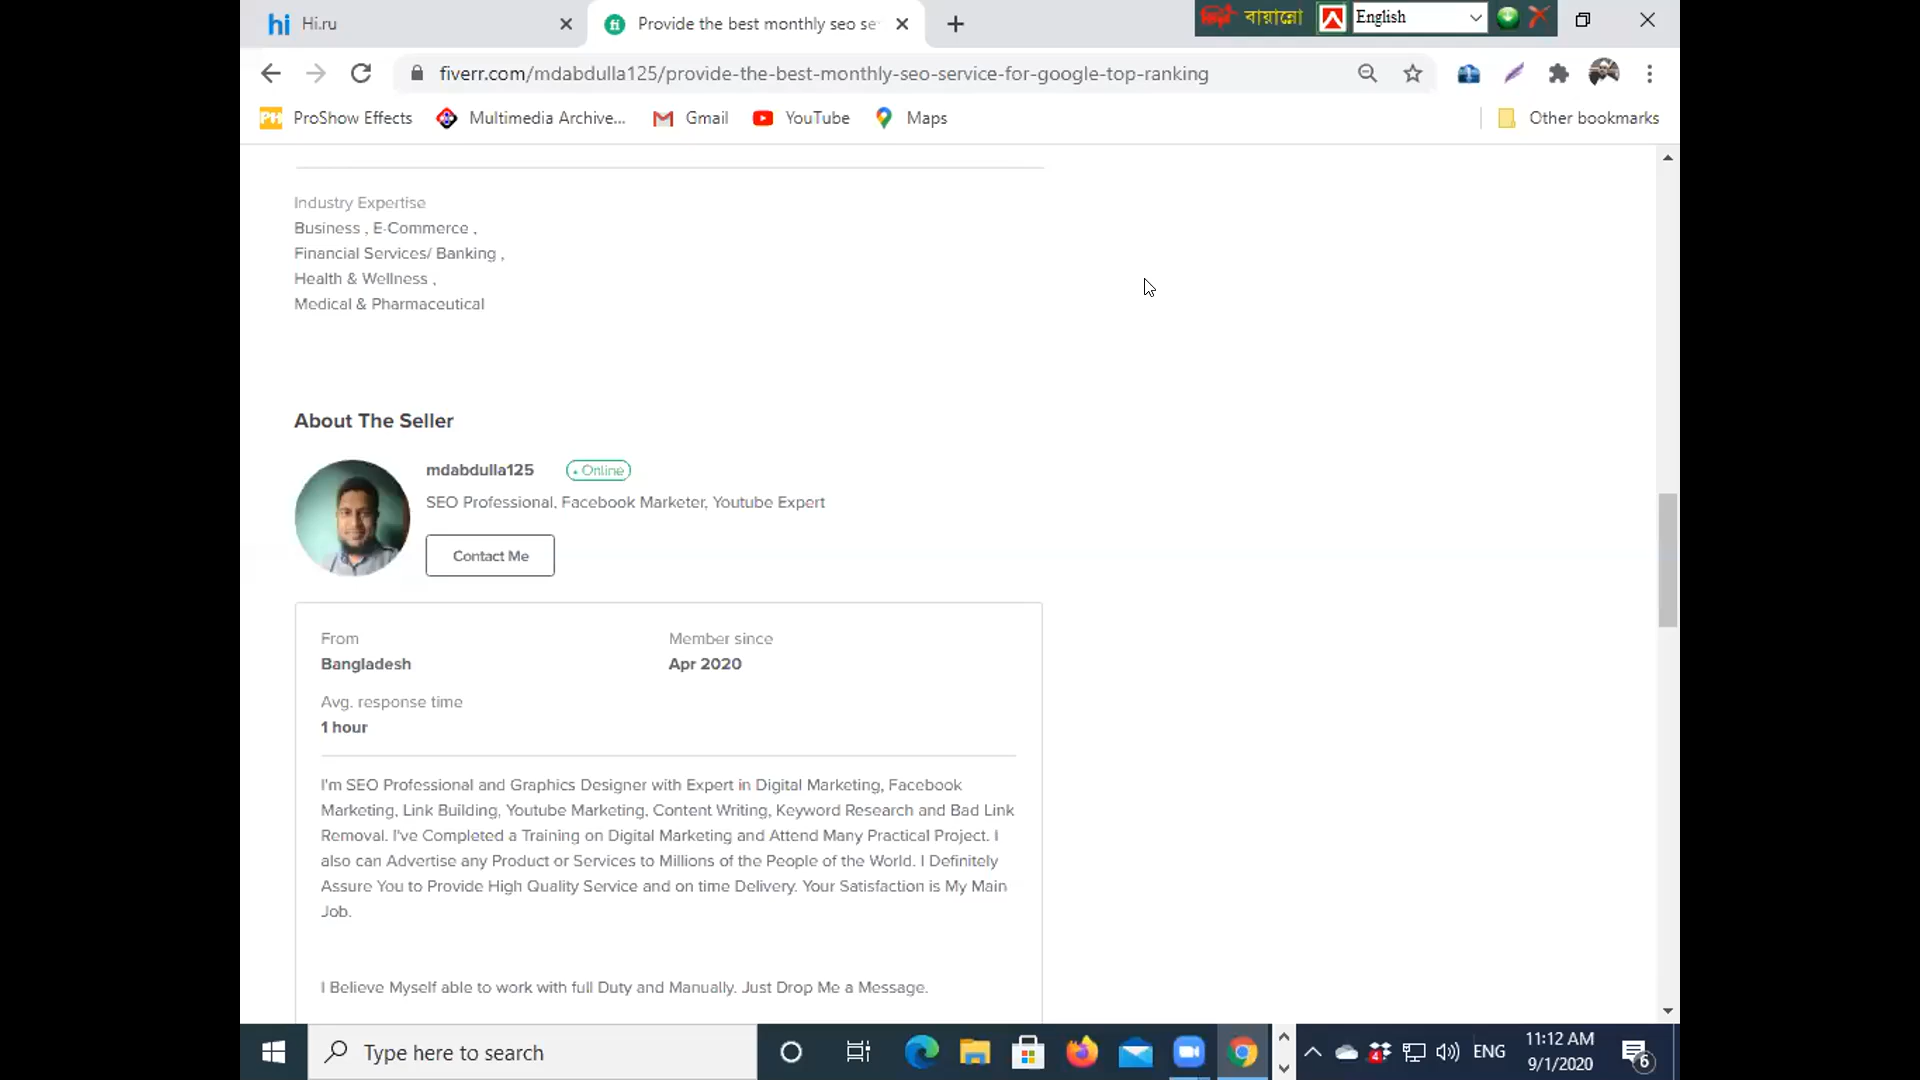 Hi.ru
Provide the best monthly seo se
বায়ান্নো
English
fiverr.com/mdabdulla125/provide-the-best-monthly-seo-service-for-google-top-ranking
ProShow Effects
Multimedia Archive...
Gmail
YouTube
Maps
Other bookmarks
Industry Expertise
Business , E-Commerce ,
Financial Services/ Banking ,
Health & Wellness ,
Medical & Pharmaceutical
About The Seller
mdabdulla125
• Online
SEO Professional, Facebook Marketer, Youtube Expert
Contact Me
From
Bangladesh
Member since
Apr 2020
Avg. response time
1 hour
I'm SEO Professional and Graphics Designer with Expert in Digital Marketing, Facebook
Marketing, Link Building, Youtube Marketing, Content Writing, Keyword Research and Bad Link
Removal. I've Completed a Training on Digital Marketing and Attend Many Practical Project. I
also can Advertise any Product or Services to Millions of the People of the World. I Definitely
Assure You to Provide High Quality Service and on time Delivery. Your Satisfaction is My Main
Job.
I Believe Myself able to work with full Duty and Manually. Just Drop Me a Message.
Type here to search
ENG
11:12 AM
9/1/2020